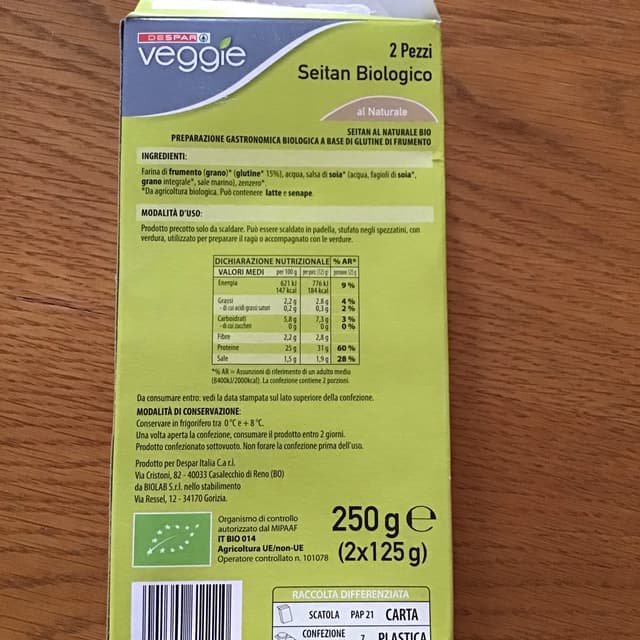 DESPAR
veggie
2 Pezzi
Seitan Biologico
al Naturale
SEITAN AL NATURALE BIO
PREPARAZIONE GASTRONOMICA BIOLOGICA A BASE DI GLUTINE DI FRUMENTO
INGREDIENTI:
Farina di frumento (grano)* (glutine* 15%), acqua, salsa di soia* (acqua, fagioli di soia*,
grano integrale*, sale marino), zenzero*.
*Da agricoltura biologica. Può contenere latte e senape.
MODALITÀ D'USO:
Prodotto precotto solo da scaldare. Può essere scaldato in padella, stufato negli spezzatini, con
verdura, utilizzato per preparare il ragù o accompagnato con le verdure.
DICHIARAZIONE NUTRIZIONALE % AR*
VALORI MEDI per 100 g per porz. (125 g) porzione (125 g)
Energia 621 kJ 776 kJ 9 %
147 kcal 184 kcal
Grassi 2,2 g 2,8 g 4 %
- di cui acidi grassi saturi 0,2 g 0,3 g 2 %
Carboidrati 5,8 g 7,3 g 3 %
- di cui zuccheri 0 g 0 g 0 %
Fibre 2,2 g 2,8 g
Proteine 25 g 31 g 60 %
Sale 1,5 g 1,9 g 28 %
*% AR = Assunzioni di riferimento di un adulto medio
(8400kJ/2000kcal). La confezione contiene 2 porzioni.
Da consumare entro: vedi la data stampata sul lato superiore della confezione.
MODALITÀ DI CONSERVAZIONE:
Conservare in frigorifero tra 0°C e +8°C.
Una volta aperta la confezione, consumare il prodotto entro 2 giorni.
Prodotto confezionato sottovuoto. Non forare la confezione prima dell'uso.
Prodotto per Despar Italia C.a r.l.
Via Cristoni, 82 - 40033 Casalecchio di Reno (BO)
da BIOLAB S.r.l. nello stabilimento
Via Ressel, 12 - 34170 Gorizia.
Organismo di controllo
autorizzato dal MIPAAF
IT BIO 014
Agricoltura UE/non-UE
Operatore controllato n. 101078
250 g e
(2x125 g)
RACCOLTA DIFFERENZIATA
SCATOLA PAP 21 CARTA
CONFEZIONE 7 PLASTICA